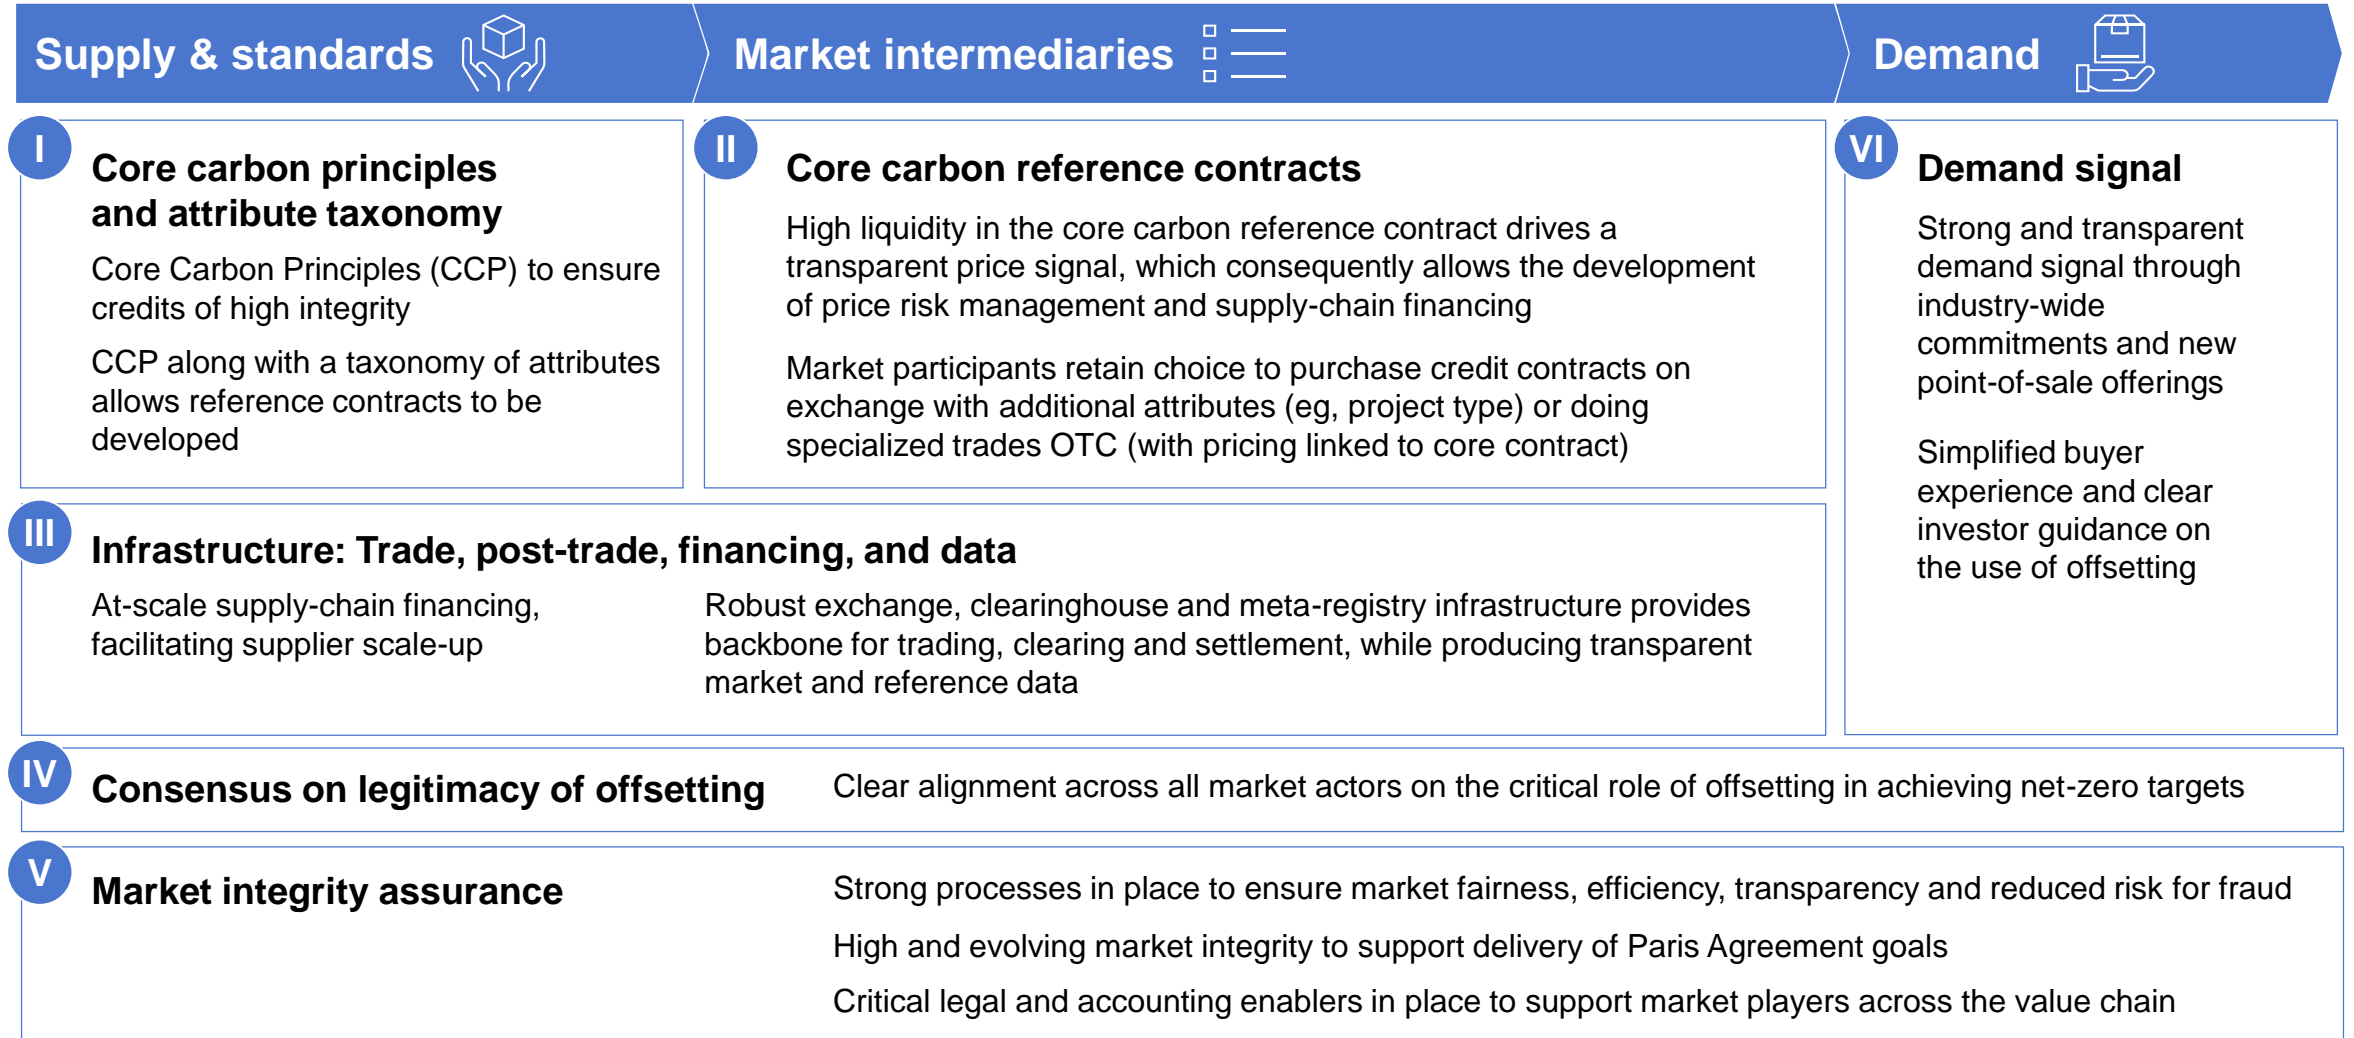 Supply & standards
Market intermediaries
Demand
I
Core carbon principles
and attribute taxonomy
Core Carbon Principles (CCP) to ensure
credits of high integrity
CCP along with a taxonomy of attributes
allows reference contracts to be
developed
II
Core carbon reference contracts
High liquidity in the core carbon reference contract drives a
transparent price signal, which consequently allows the development
of price risk management and supply-chain financing
Market participants retain choice to purchase credit contracts on
exchange with additional attributes (eg, project type) or doing
specialized trades OTC (with pricing linked to core contract)
VI
Demand signal
Strong and transparent
demand signal through
industry-wide
commitments and new
point-of-sale offerings
Simplified buyer
experience and clear
investor guidance on
the use of offsetting
III
Infrastructure: Trade, post-trade, financing, and data
At-scale supply-chain financing,
facilitating supplier scale-up
Robust exchange, clearinghouse and meta-registry infrastructure provides
backbone for trading, clearing and settlement, while producing transparent
market and reference data
IV
Consensus on legitimacy of offsetting
Clear alignment across all market actors on the critical role of offsetting in achieving net-zero targets
V
Market integrity assurance
Strong processes in place to ensure market fairness, efficiency, transparency and reduced risk for fraud
High and evolving market integrity to support delivery of Paris Agreement goals
Critical legal and accounting enablers in place to support market players across the value chain